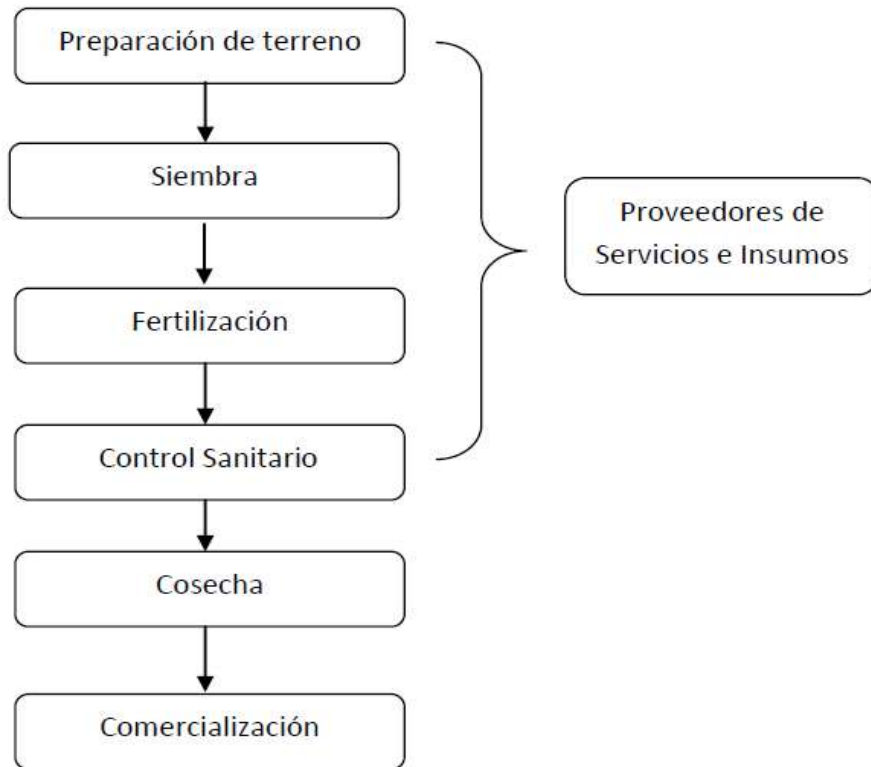 Preparación de terreno
Siembra
Proveedores de
Servicios e Insumos
Fertilización
Control Sanitario
Cosecha
Comercialización